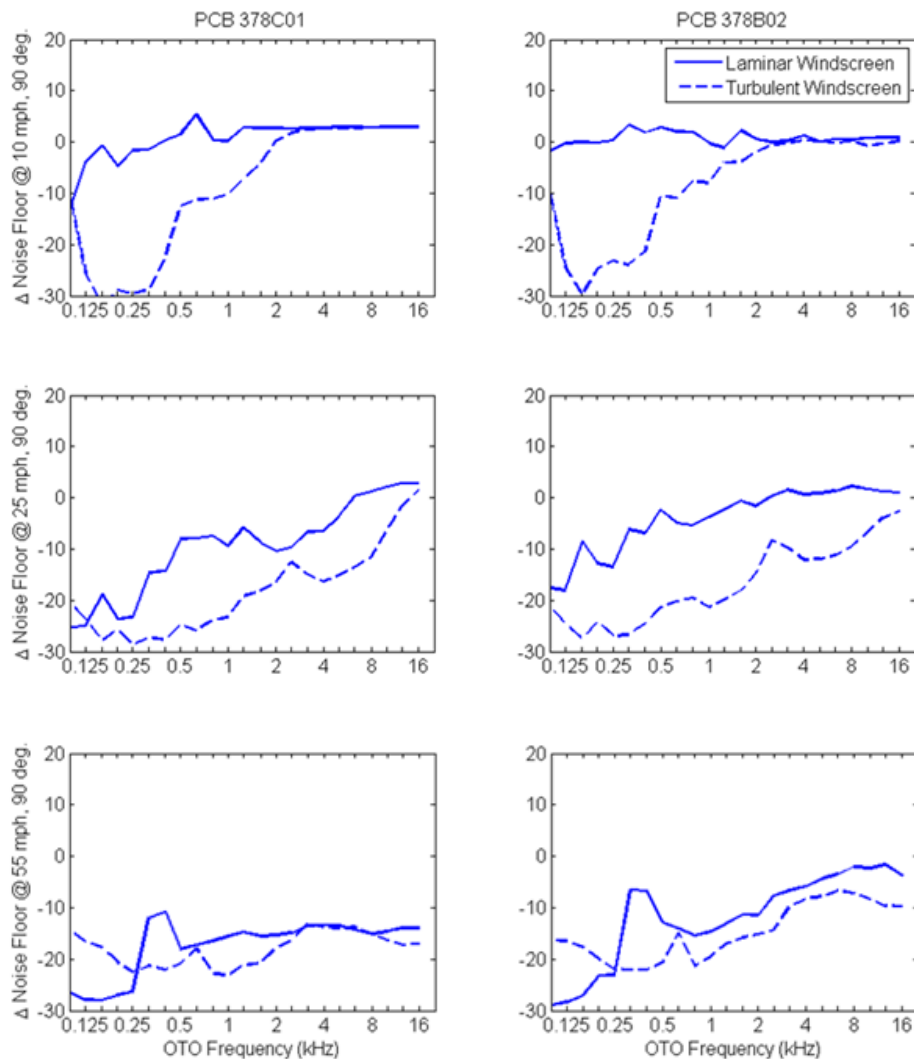 PCB 378C01
PCB 378B02
Laminar Windscreen
Turbulent Windscreen
Δ Noise Floor @ 10 mph, 90 deg.
20
10
0
-10
-20
-30
0.125 0.25 0.5 1 2 4 8 16
20
10
0
-10
-20
-30
0.125 0.25 0.5 1 2 4 8 16
Δ Noise Floor @ 25 mph, 90 deg.
20
10
0
-10
-20
-30
0.125 0.25 0.5 1 2 4 8 16
20
10
0
-10
-20
-30
0.125 0.25 0.5 1 2 4 8 16
Δ Noise Floor @ 55 mph, 90 deg.
20
10
0
-10
-20
-30
0.125 0.25 0.5 1 2 4 8 16
OTO Frequency (kHz)
20
10
0
-10
-20
-30
0.125 0.25 0.5 1 2 4 8 16
OTO Frequency (kHz)